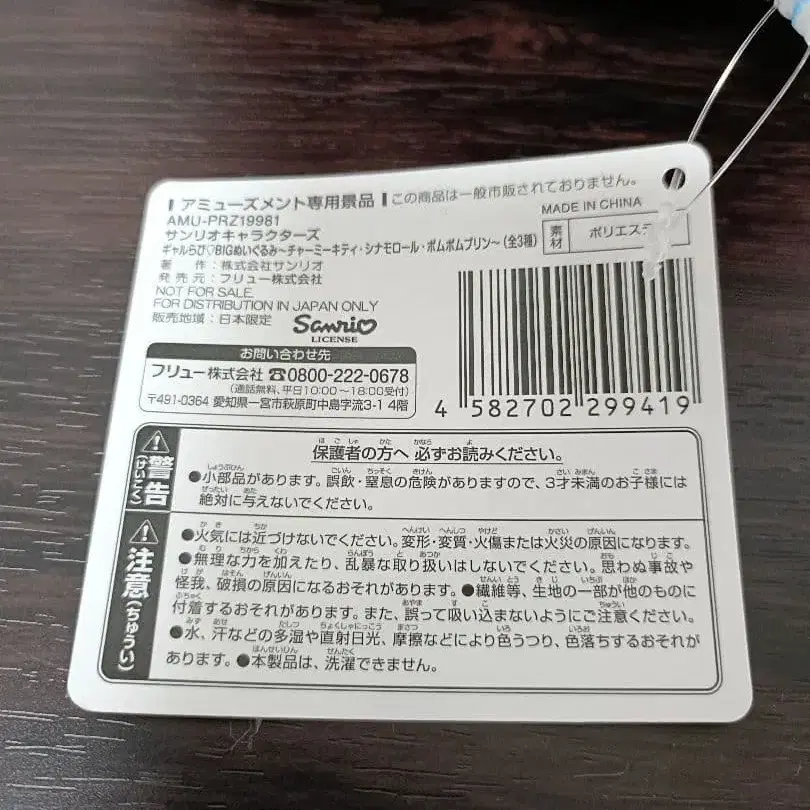 アミューズメント専用景品 この商品は一般市販されておりません。
AMU-PRZ19981
サンリオキャラクターズ
ギャルらび♡BIGぬいぐるみ~チャーミーキティ・シナモロール・ポムポムプリン~(全3種)
著 作:株式会社サンリオ
発売元:フリュー株式会社
NOT FOR SALE.
FOR DISTRIBUTION IN JAPAN ONLY
販売地域:日本限定
Sanrio
LICENSE
MADE IN CHINA
素材 ポリエステ
お問い合わせ先
フリュー株式会社 ☎0800-222-0678
(通話無料、平日10:00~18:00受付)
〒491-0364 愛知県一宮市萩原町中島字流3-1 4階
4 582702 299419
警告(けいこく)
保護者の方へ 必ずお読みください。
●小部品があります。誤飲・窒息の危険がありますので、3才未満のお子様には
絶対に与えないでください。
注意(ちゅうい)
●火気には近づけないでください。変形・変質・火傷または火災の原因になります。
●無理な力を加えたり、乱暴な取り扱いはしないでください。思わぬ事故や
怪我、破損の原因になるおそれがあります。●繊維等、生地の一部が他のものに
付着するおそれがあります。また、誤って吸い込まないようにご注意ください。
●水、汗などの多湿や直射日光、摩擦などにより色うつり、色落ちするおそれが
あります。●本製品は、洗濯できません。